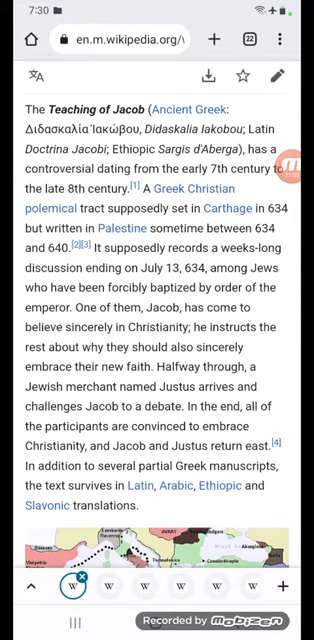 7:30
en.m.wikipedia.org/v
22
The Teaching of Jacob (Ancient Greek:
Διδασκαλία Ἰακώβου, Didaskalia Iakobou; Latin
Doctrina Jacobi; Ethiopic Sargis d'Aberga), has a
controversial dating from the early 7th century to
the late 8th century.[1] A Greek Christian
polemical tract supposedly set in Carthage in 634
but written in Palestine sometime between 634
and 640.[2][3] It supposedly records a weeks-long
discussion ending on July 13, 634, among Jews
who have been forcibly baptized by order of the
emperor. One of them, Jacob, has come to
believe sincerely in Christianity; he instructs the
rest about why they should also sincerely
embrace their new faith. Halfway through, a
Jewish merchant named Justus arrives and
challenges Jacob to a debate. In the end, all of
the participants are convinced to embrace
Christianity, and Jacob and Justus return east.[4]
In addition to several partial Greek manuscripts,
the text survives in Latin, Arabic, Ethiopic and
Slavonic translations.
AVARS
W W W W W W
Recorded by mobizen